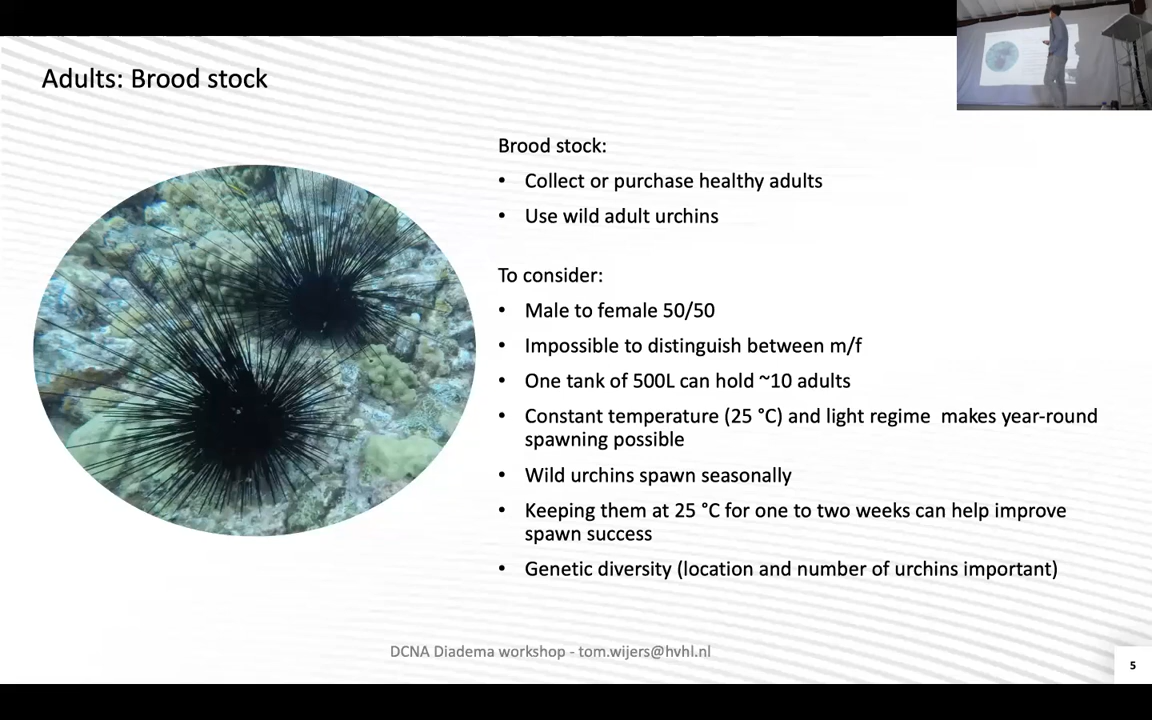 Adults: Brood stock
Brood stock:
• Collect or purchase healthy adults
• Use wild adult urchins
To consider:
• Male to female 50/50
• Impossible to distinguish between m/f
• One tank of 500L can hold ~10 adults
• Constant temperature (25 °C) and light regime  makes year-round
spawning possible
• Wild urchins spawn seasonally
• Keeping them at 25 °C for one to two weeks can help improve
spawn success
• Genetic diversity (location and number of urchins important)
DCNA Diadema workshop - tom.wijers@hvhl.nl
5